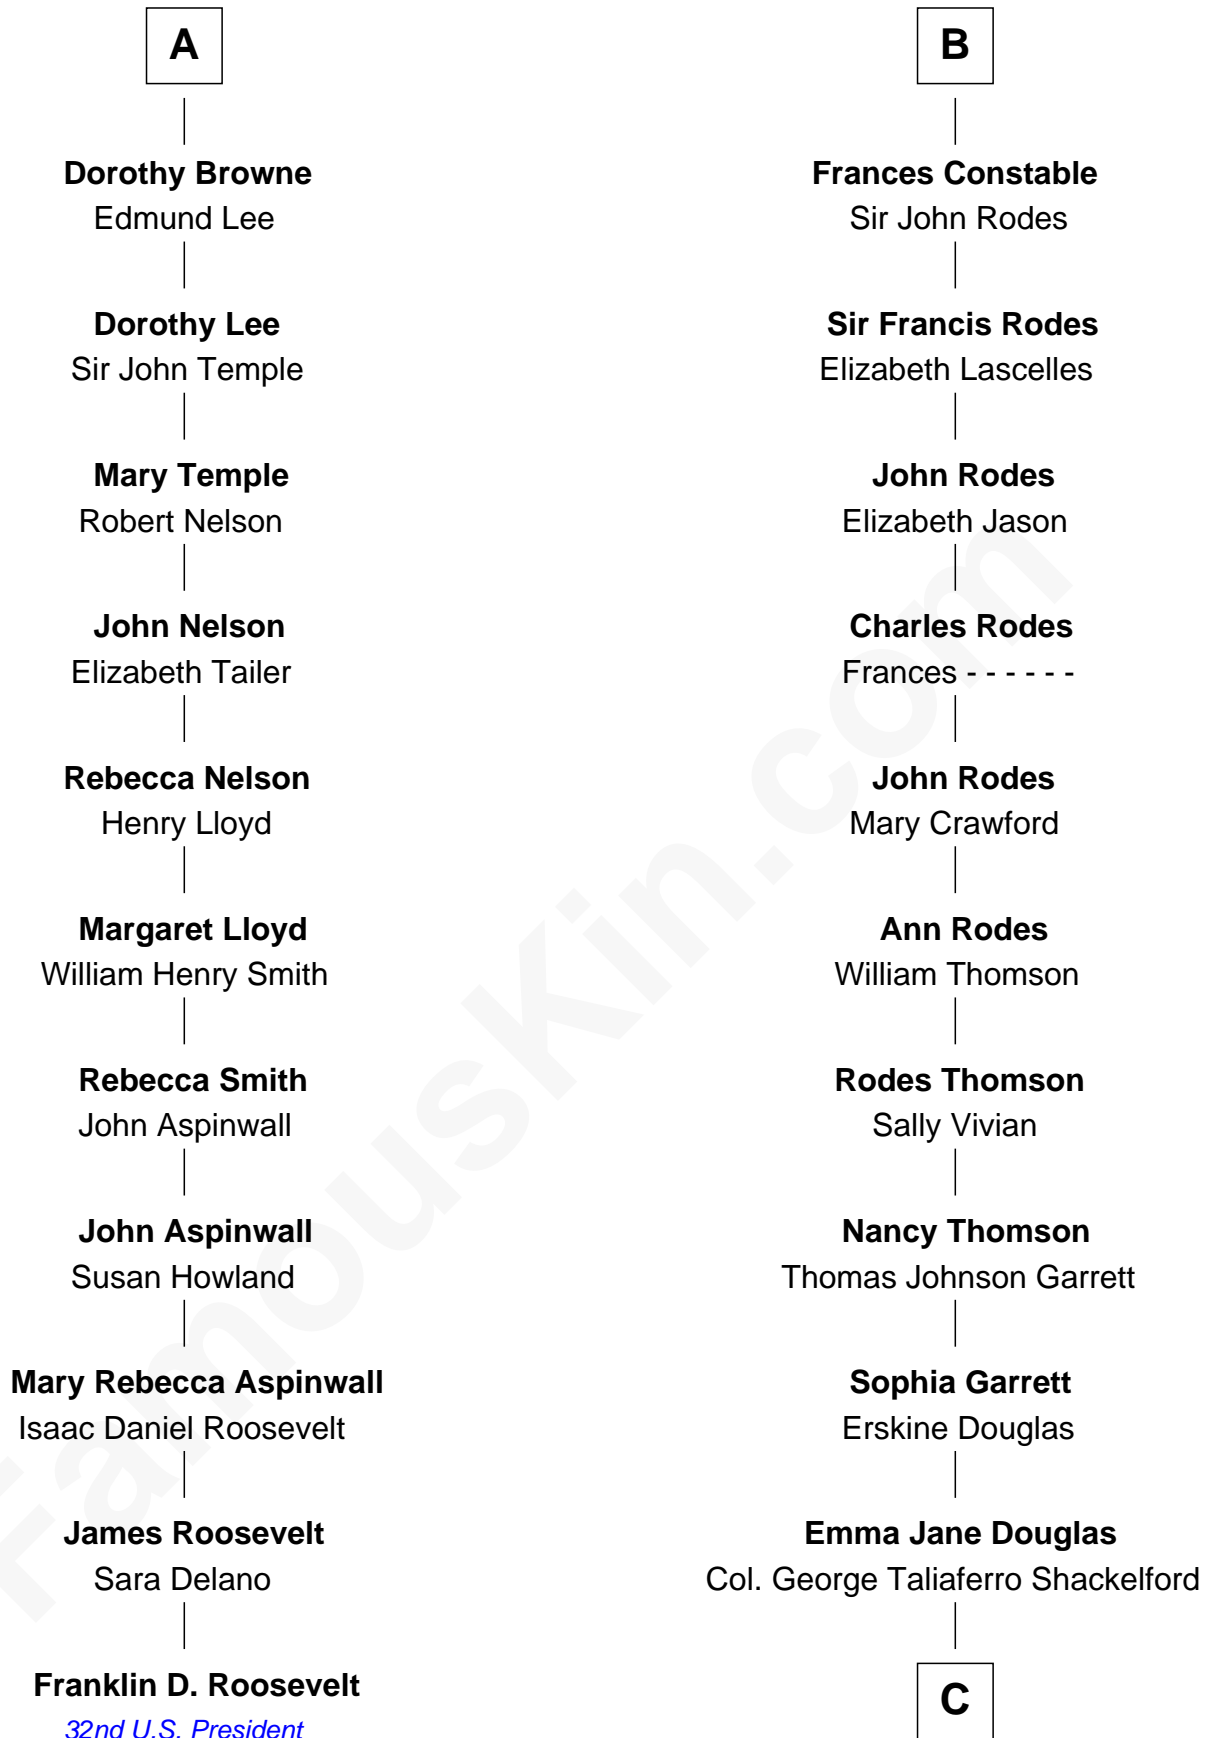 A
Dorothy Browne
Edmund Lee
Dorothy Lee
Sir John Temple
Mary Temple
Robert Nelson
John Nelson
Elizabeth Tailer
Rebecca Nelson
Henry Lloyd
Margaret Lloyd
William Henry Smith
Rebecca Smith
John Aspinwall
John Aspinwall
Susan Howland
Mary Rebecca Aspinwall
Isaac Daniel Roosevelt
James Roosevelt
Sara Delano
Franklin D. Roosevelt
32nd U.S. President
B
Frances Constable
Sir John Rodes
Sir Francis Rodes
Elizabeth Lascelles
John Rodes
Elizabeth Jason
Charles Rodes
Frances - - - - - -
John Rodes
Mary Crawford
Ann Rodes
William Thomson
Rodes Thomson
Sally Vivian
Nancy Thomson
Thomas Johnson Garrett
Sophia Garrett
Erskine Douglas
Emma Jane Douglas
Col. George Taliaferro Shackelford
C
FamousKin.com